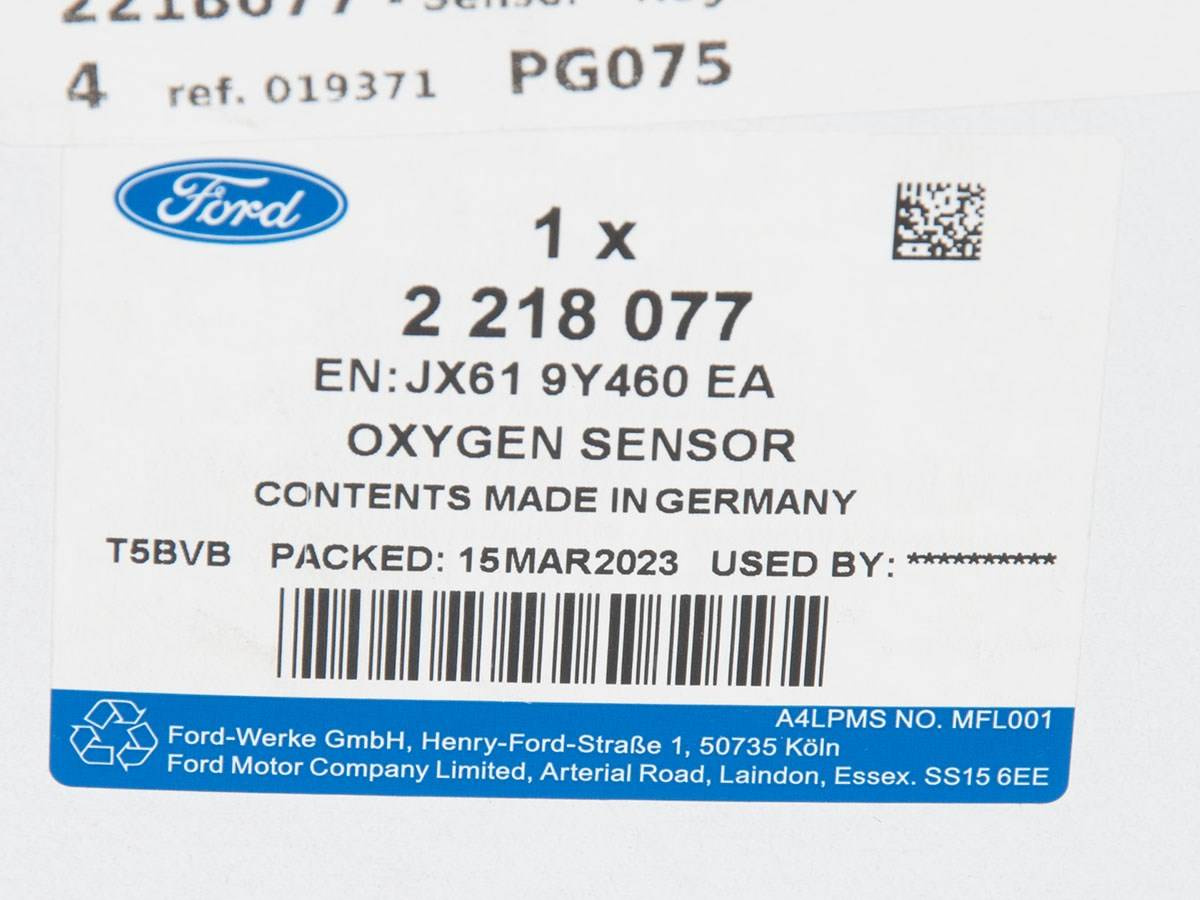 2218077 - Sensor
4 ref. 019371 PG075
Ford
1 x
2 218 077
EN: JX61 9Y460 EA
OXYGEN SENSOR
CONTENTS MADE IN GERMANY
T5BVB PACKED: 15MAR2023 USED BY: **********
A4LPMS NO. MFL001
Ford-Werke GmbH, Henry-Ford-Straße 1, 50735 Köln
Ford Motor Company Limited, Arterial Road, Laindon, Essex. SS15 6EE